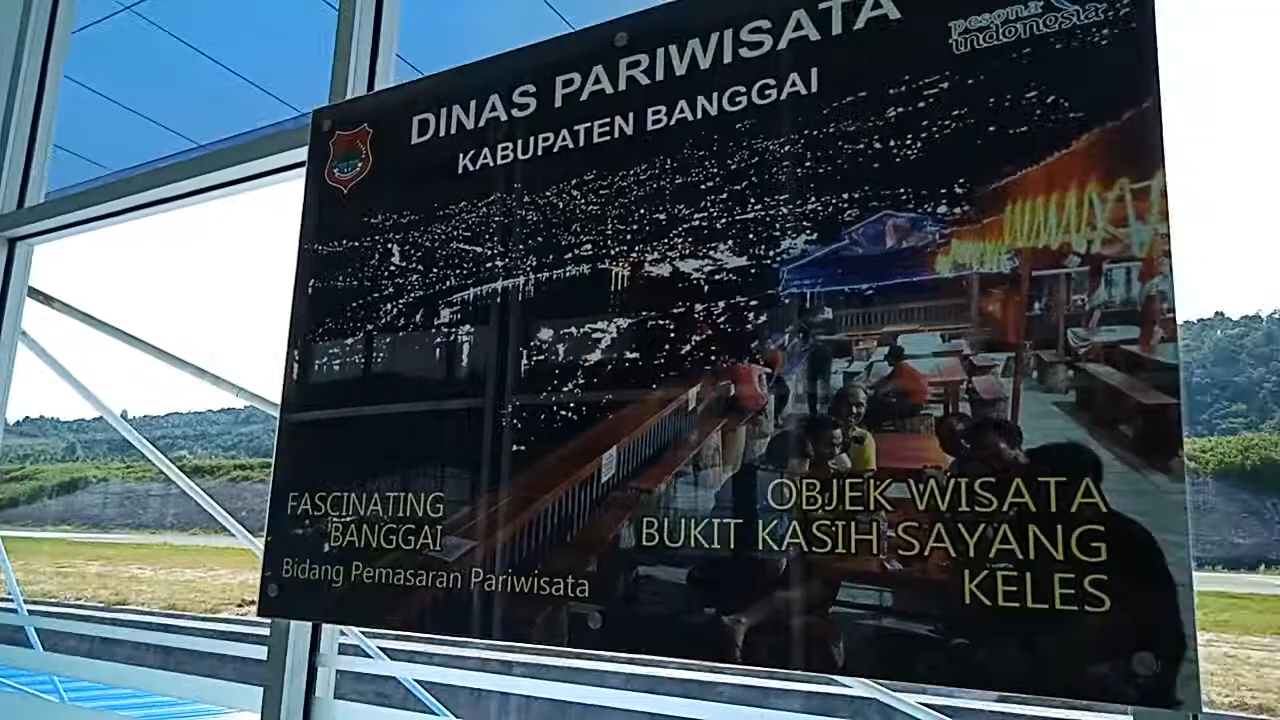 DINAS PARIWISATA
KABUPATEN BANGGAI
pesona
indonesia
FASCINATING
BANGGAI
Bidang Pemasaran Pariwisata
OBJEK WISATA
BUKIT KASIH SAYANG
KELES